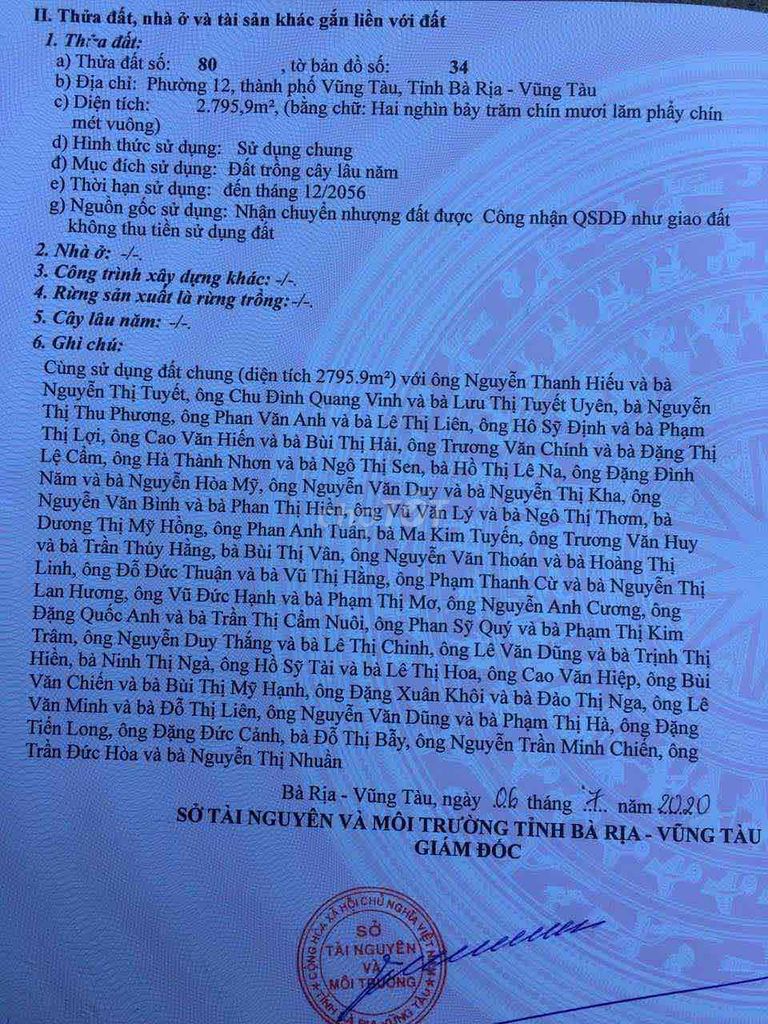 II. Thửa đất, nhà ở và tài sản khác gắn liền với đất
1. Thửa đất:
a) Thửa đất số: 80 , tờ bản đồ số: 34
b) Địa chỉ: Phường 12, thành phố Vũng Tàu, Tỉnh Bà Rịa - Vũng Tàu
c) Diện tích: 2.795,9m², (bằng chữ: Hai nghìn bảy trăm chín mươi lăm phẩy chín
mét vuông)
d) Hình thức sử dụng: Sử dụng chung
đ) Mục đích sử dụng: Đất trồng cây lâu năm
e) Thời hạn sử dụng: đến tháng 12/2056
g) Nguồn gốc sử dụng: Nhận chuyển nhượng đất được Công nhận QSDĐ như giao đất
không thu tiền sử dụng đất
2. Nhà ở: -/-.
3. Công trình xây dựng khác: -/-.
4. Rừng sản xuất là rừng trồng: -/-.
5. Cây lâu năm: -/-.
6. Ghi chú:
Cùng sử dụng đất chung (diện tích 2795.9m²) với ông Nguyễn Thanh Hiếu và bà
Nguyễn Thị Tuyết, ông Chu Đình Quang Vinh và bà Lưu Thị Tuyết Uyên, bà Nguyễn
Thị Thu Phương, ông Phan Văn Anh và bà Lê Thị Liên, ông Hồ Sỹ Định và bà Phạm
Thị Lợi, ông Cao Văn Hiến và bà Bùi Thị Hải, ông Trương Văn Chính và bà Đặng Thị
Lệ Cẩm, ông Hà Thành Nhơn và bà Ngô Thị Sen, bà Hồ Thị Lê Na, ông Đặng Đình
Năm và bà Nguyễn Hòa Mỹ, ông Nguyễn Văn Duy và bà Nguyễn Thị Kha, ông
Nguyễn Văn Bình và bà Phan Thị Hiên, ông Vũ Văn Lý và bà Ngô Thị Thơm, bà
Dương Thị Mỹ Hồng, ông Phan Anh Tuấn, bà Ma Kim Tuyến, ông Trương Văn Huy
và bà Trần Thúy Hằng, bà Bùi Thị Vân, ông Nguyễn Văn Thoán và bà Hoàng Thị
Linh, ông Đỗ Đức Thuận và bà Vũ Thị Hằng, ông Phạm Thanh Cừ và bà Nguyễn Thị
Lan Hương, ông Vũ Đức Hạnh và bà Phạm Thị Mơ, ông Nguyễn Anh Cương, ông
Đặng Quốc Anh và bà Trần Thị Cẩm Nuôi, ông Phan Sỹ Quý và bà Phạm Thị Kim
Trâm, ông Nguyễn Duy Thắng và bà Lê Thị Chinh, ông Lê Văn Dũng và bà Trịnh Thị
Hiền, bà Ninh Thị Ngà, ông Hồ Sỹ Tài và bà Lê Thị Hoa, ông Cao Văn Hiệp, ông Bùi
Văn Chiến và bà Bùi Thị Mỹ Hạnh, ông Đặng Xuân Khôi và bà Đào Thị Nga, ông Lê
Văn Minh và bà Đỗ Thị Liên, ông Nguyễn Văn Dũng và bà Phạm Thị Hà, ông Đặng
Tiến Long, ông Đặng Đức Cảnh, bà Đỗ Thị Bẫy, ông Nguyễn Trần Minh Chiến, ông
Trần Đức Hòa và bà Nguyễn Thị Nhuần
Bà Rịa - Vũng Tàu, ngày 06 tháng 7 năm 2020
SỞ TÀI NGUYÊN VÀ MÔI TRƯỜNG TỈNH BÀ RỊA - VŨNG TÀU
GIÁM ĐỐC
CỘNG HÒA XÃ HỘI CHỦ NGHĨA VIỆT NAM
SỞ
TÀI NGUYÊN
VÀ
MÔI TRƯỜNG
TỈNH BÀ RỊA - VŨNG TÀU